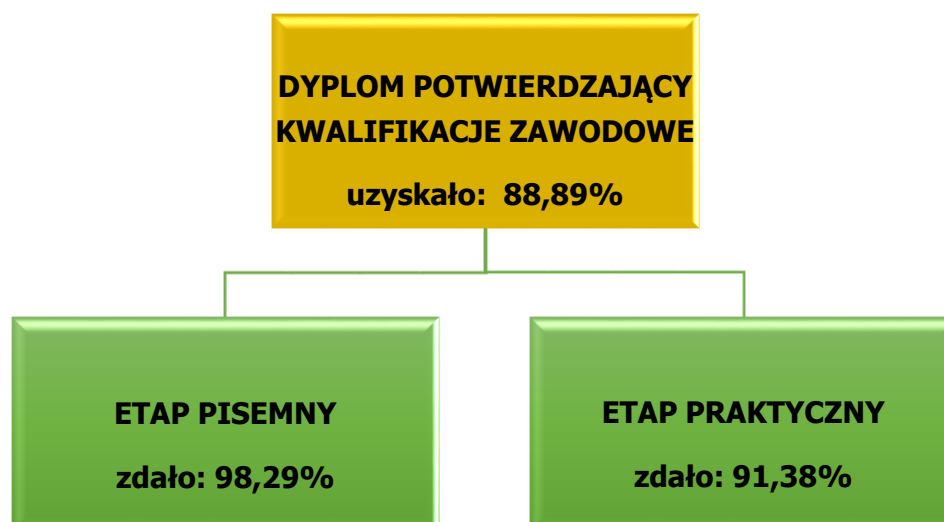 DYPLOM POTWIERDZAJĄCY
KWALIFIKACJE ZAWODOWE
uzyskało: 88,89%
ETAP PISEMNY
zdało: 98,29%
ETAP PRAKTYCZNY
zdało: 91,38%